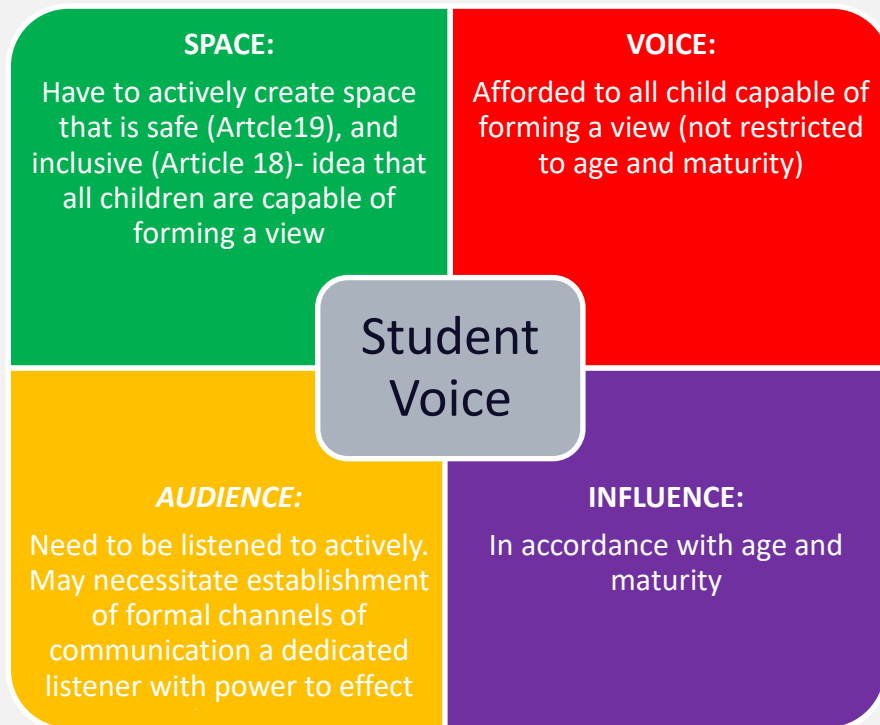 SPACE:
Have to actively create space
that is safe (Artcle19), and
inclusive (Article 18)- idea that
all children are capable of
forming a view
VOICE:
Afforded to all child capable of
forming a view (not restricted
to age and maturity)
Student
Voice
AUDIENCE:
Need to be listened to actively.
May necessitate establishment
of formal channels of
communication a dedicated
listener with power to effect
INFLUENCE:
In accordance with age and
maturity